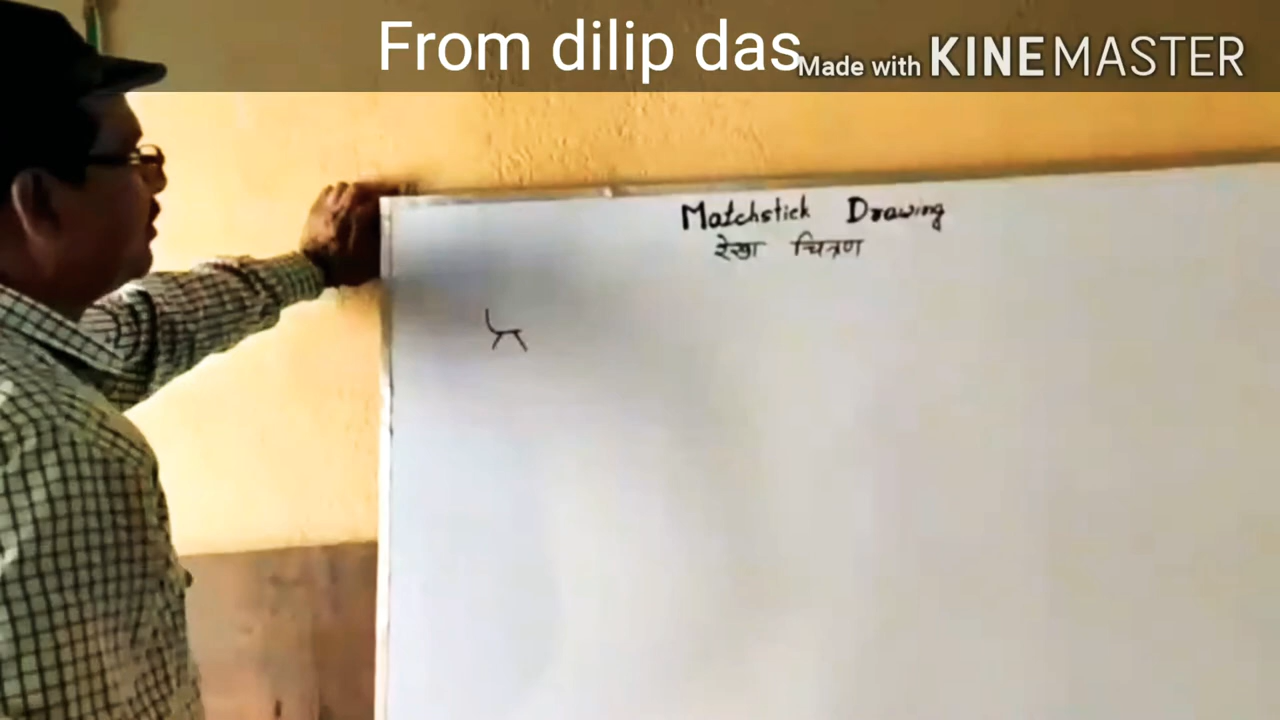 From dilip das
Made with KINEMASTER
Matchstick Drawing
रेखा चित्रण